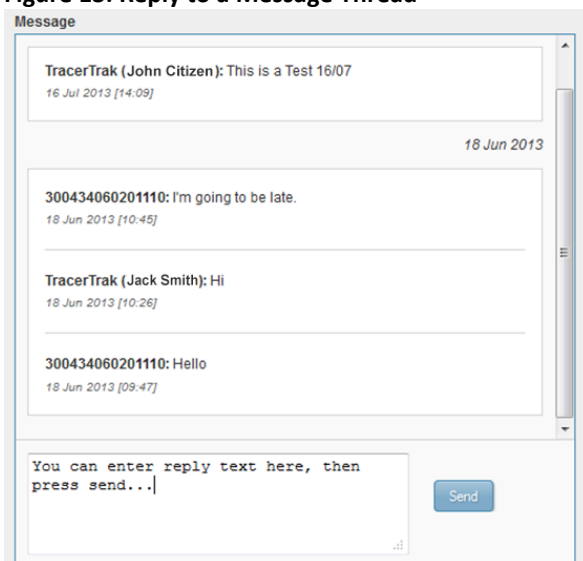 Figure 15: Reply to a Message Thread
Message
TracerTrak (John Citizen): This is a Test 16/07
16 Jul 2013 [14:09]
18 Jun 2013
300434060201110: I'm going to be late.
18 Jun 2013 [10:45]
TracerTrak (Jack Smith): Hi
18 Jun 2013 [10:26]
300434060201110: Hello
18 Jun 2013 [09:47]
You can enter reply text here, then
press send...
Send